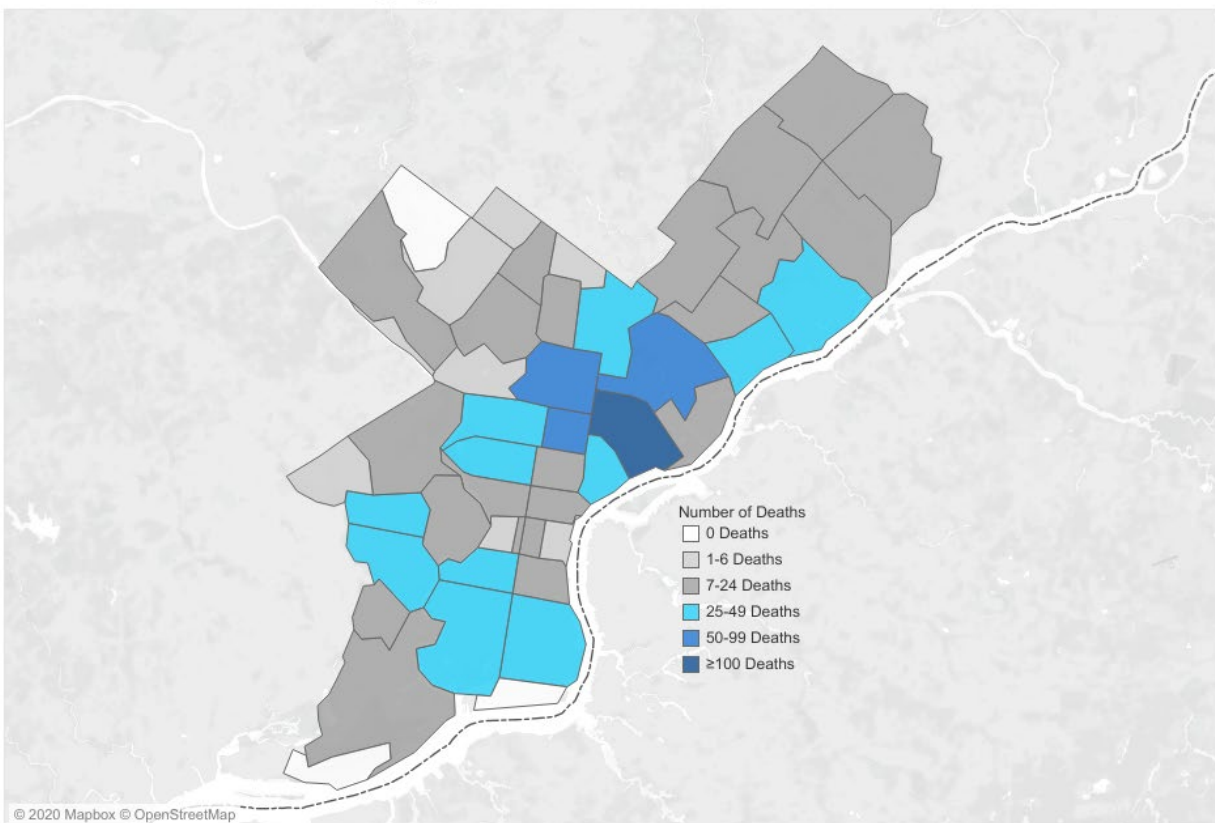 Number of Deaths
0 Deaths
1-6 Deaths
7-24 Deaths
25-49 Deaths
50-99 Deaths
≥100 Deaths
© 2020 Mapbox © OpenStreetMap